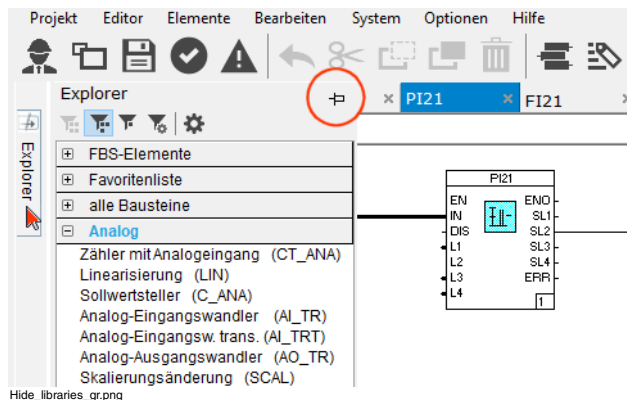 Projekt Editor Elemente Bearbeiten System Optionen Hilfe
Explorer
PI21
FI21
Explorer
FBS-Elemente
Favoritenliste
alle Bausteine
Analog
Zähler mit Analogeingang (CT_ANA)
Linearisierung (LIN)
Sollwertsteller (C_ANA)
Analog-Eingangswandler (AI_TR)
Analog-Eingangsw. trans. (AI_TRT)
Analog-Ausgangswandler (AO_TR)
Skalierungsänderung (SCAL)
PI21
EN ENO
IN SL1
DIS SL2
L1 SL3
L2 SL4
L3 ERR
L4
1
Hide_libraries_gr.png